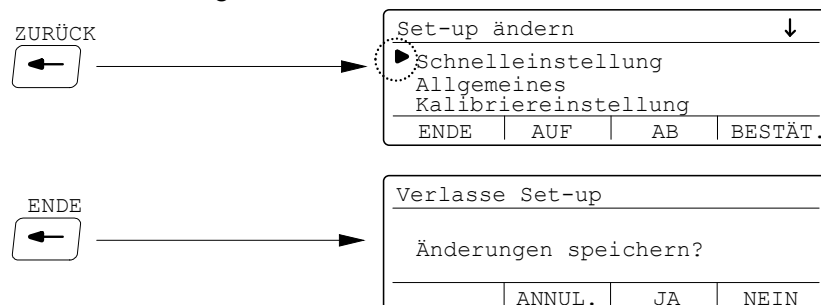 ZURÜCK
Set-up ändern ↓
Schnelleinstellung
Allgemeines
Kalibriereinstellung
ENDE AUF AB BESTÄT.
ENDE
Verlasse Set-up
Änderungen speichern?
ANNUL. JA NEIN